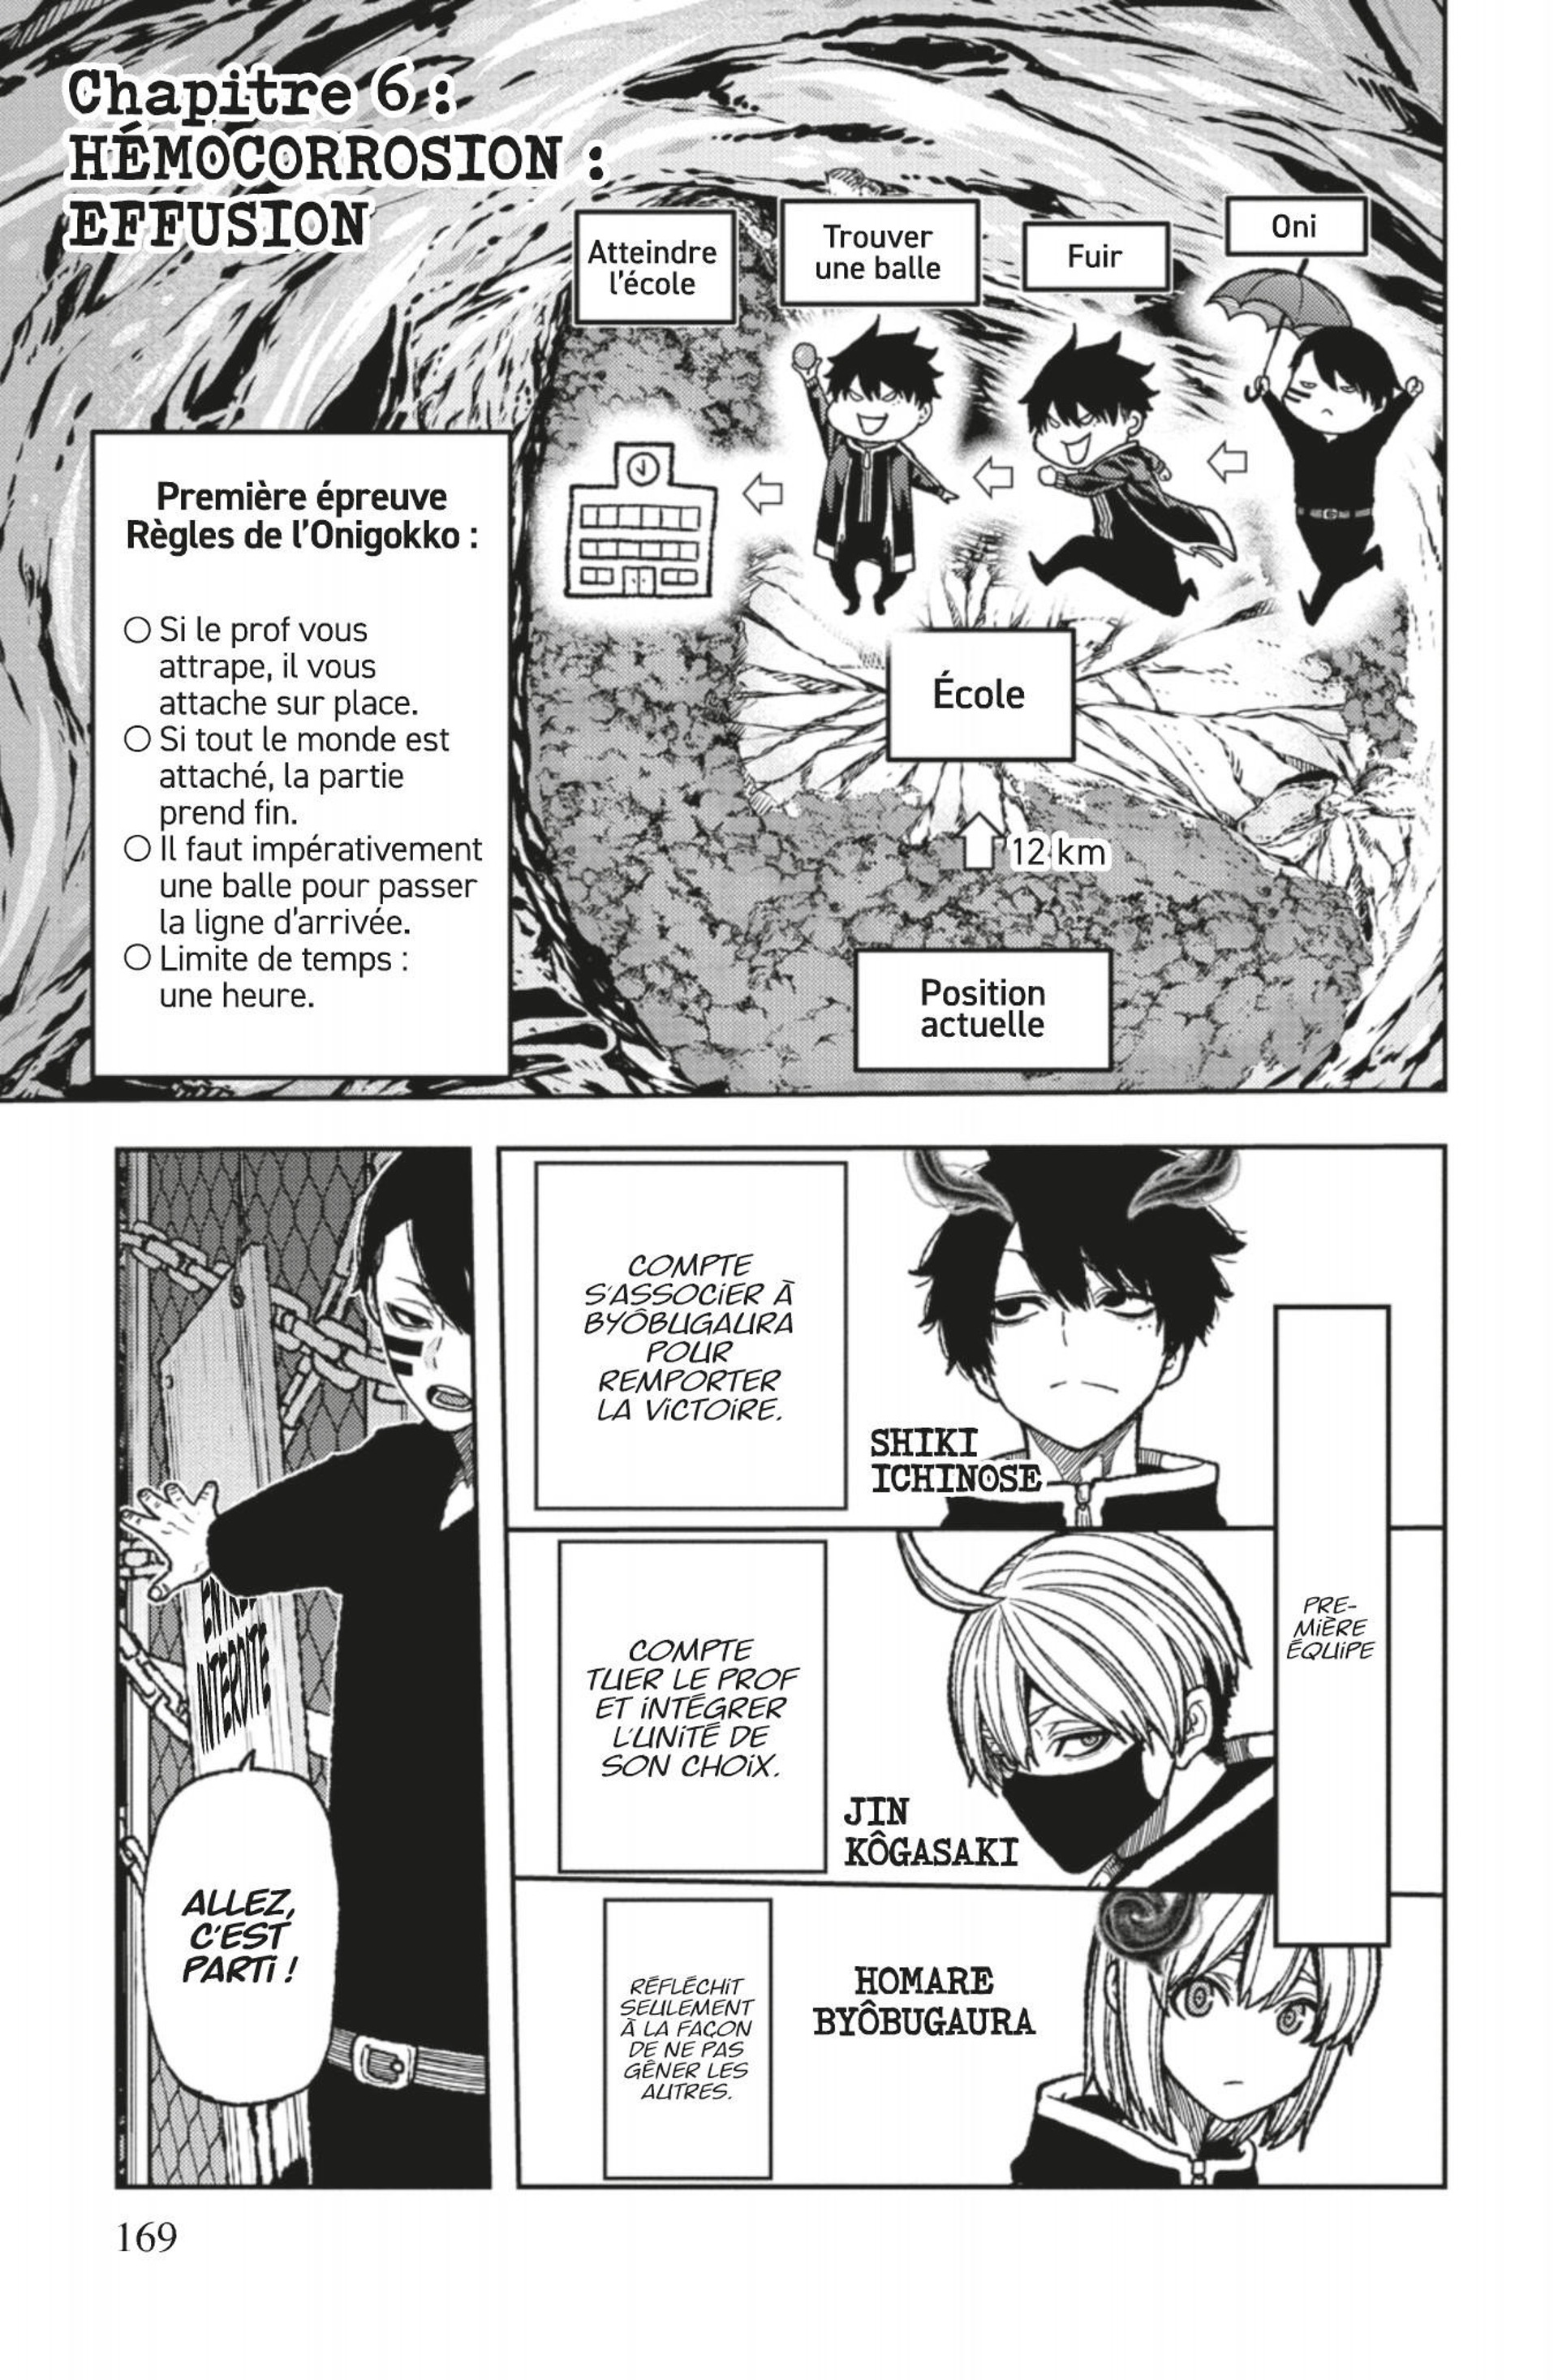 Chapitre 6 :
HÉMOCORROSION :
EFFUSION
Oni
Fuir
Trouver
une balle
Atteindre
l'école
Première épreuve
Règles de l'Onigokko :
○ Si le prof vous
attrape, il vous
attache sur place.
○ Si tout le monde est
attaché, la partie
prend fin.
○ Il faut impérativement
une balle pour passer
la ligne d'arrivée.
○ Limite de temps :
une heure.
École
12 km
Position
actuelle
PRE-
MIÈRE
ÉQUIPE
SHIKI
ICHINOSE
COMPTE
S'ASSOCIER À
BYÔBUGAURA
POUR
REMPORTER
LA VICTOIRE.
JIN
KÔGASAKI
COMPTE
TUER LE PROF
ET INTÉGRER
L'UNITÉ DE
SON CHOIX.
HOMARE
BYÔBUGAURA
RÉFLÉCHIT
SEULEMENT
À LA FAÇON
DE NE PAS
GÊNER LES
AUTRES.
INTERDITE
ALLEZ,
C'EST
PARTI !
169